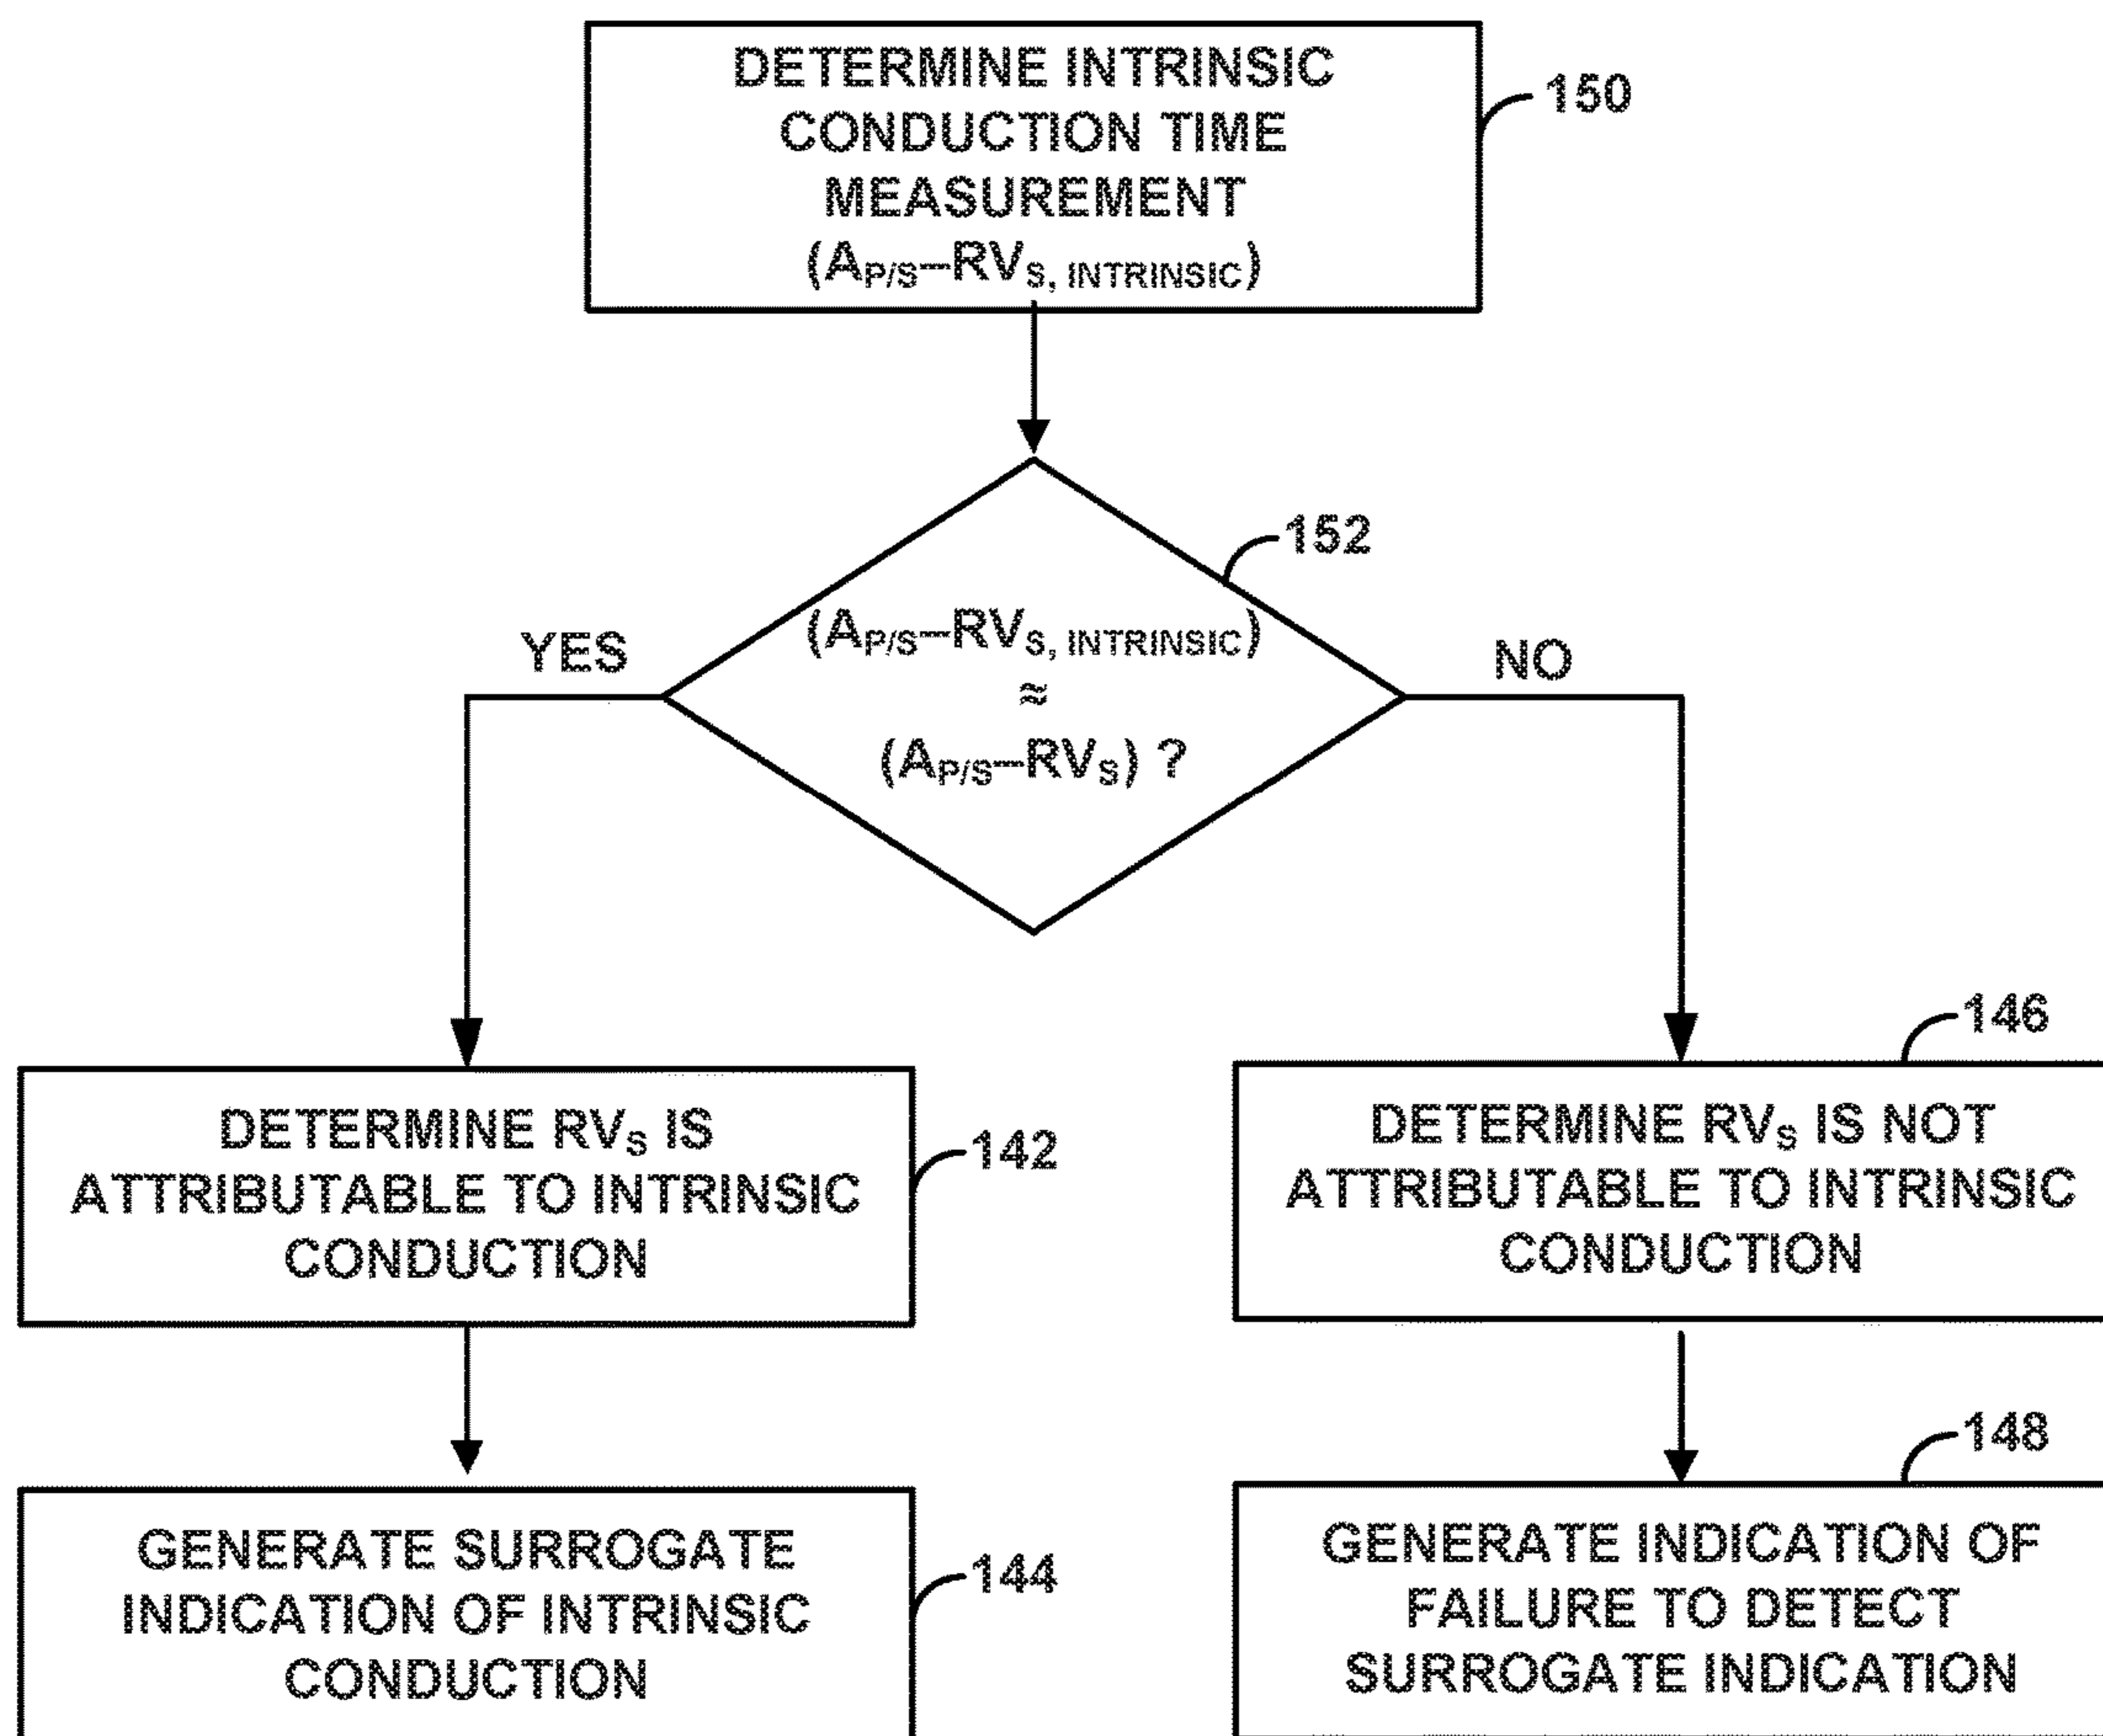 DETERMINE INTRINSIC
CONDUCTION TIME
MEASUREMENT
(AP/S–RVS, INTRINSIC)
150
152
(AP/S–RVS, INTRINSIC)
≈
(AP/S–RVS) ?
YES
NO
DETERMINE RVS IS
ATTRIBUTABLE TO INTRINSIC
CONDUCTION
142
146
DETERMINE RVS IS NOT
ATTRIBUTABLE TO INTRINSIC
CONDUCTION
GENERATE SURROGATE
INDICATION OF INTRINSIC
CONDUCTION
144
148
GENERATE INDICATION OF
FAILURE TO DETECT
SURROGATE INDICATION